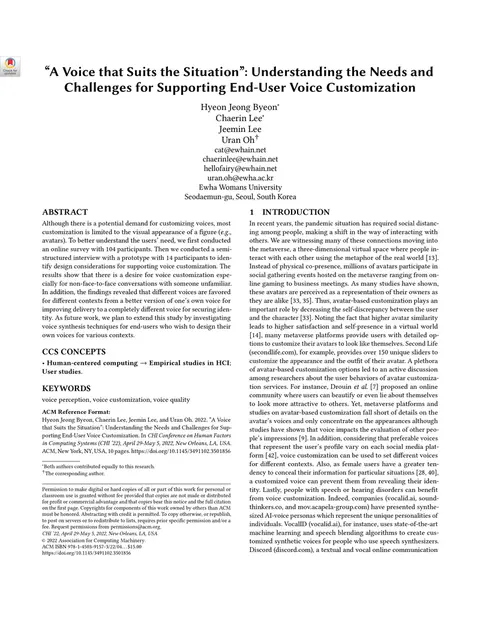 “A Voice that Suits the Situation”: Understanding the Needs and
Challenges for Supporting End-User Voice Customization
Hyeon Jeong Byeon*
Chaerin Lee*
Jeemin Lee
Uran Oh†
cat@ewhain.net
chaerinlee@ewhain.net
hellofairy@ewhain.net
uran.oh@ewha.ac.kr
Ewha Womans University
Seodaemun-gu, Seoul, South Korea
ABSTRACT
Although there is a potential demand for customizing voices, most
customization is limited to the visual appearance of a figure (e.g.,
avatars). To better understand the users’ need, we first conducted
an online survey with 104 participants. Then we conducted a semi-
structured interview with a prototype with 14 participants to iden-
tify design considerations for supporting voice customization. The
results show that there is a desire for voice customization espe-
cially for non-face-to-face conversations with someone unfamiliar.
In addition, the findings revealed that different voices are favored
for different contexts from a better version of one’s own voice for
improving delivery to a completely different voice for securing iden-
tity. As future work, we plan to extend this study by investigating
voice synthesis techniques for end-users who wish to design their
own voices for various contexts.
CCS CONCEPTS
• Human-centered computing → Empirical studies in HCI;
User studies.
KEYWORDS
voice perception, voice customization, voice quality
ACM Reference Format:
Hyeon Jeong Byeon, Chaerin Lee, Jeemin Lee, and Uran Oh. 2022. “A Voice
that Suits the Situation”: Understanding the Needs and Challenges for Sup-
porting End-User Voice Customization. In CHI Conference on Human Factors
in Computing Systems (CHI ’22), April 29-May 5, 2022, New Orleans, LA, USA.
ACM, New York, NY, USA, 10 pages. https://doi.org/10.1145/3491102.3501856
*Both authors contributed equally to this research.
†The corresponding author.
Permission to make digital or hard copies of all or part of this work for personal or
classroom use is granted without fee provided that copies are not made or distributed
for profit or commercial advantage and that copies bear this notice and the full citation
on the first page. Copyrights for components of this work owned by others than ACM
must be honored. Abstracting with credit is permitted. To copy otherwise, or republish,
to post on servers or to redistribute to lists, requires prior specific permission and/or a
fee. Request permissions from permissions@acm.org.
CHI ’22, April 29-May 5, 2022, New Orleans, LA, USA
© 2022 Association for Computing Machinery.
ACM ISBN 978-1-4503-9157-3/22/04...$15.00
https://doi.org/10.1145/3491102.3501856
1 INTRODUCTION
In recent years, the pandemic situation has required social distanc-
ing among people, making a shift in the way of interacting with
others. We are witnessing many of these connections moving into
the metaverse, a three-dimensional virtual space where people in-
teract with each other using the metaphor of the real world [13].
Instead of physical co-presence, millions of avatars participate in
social gathering events hosted on the metaverse ranging from on-
line gaming to business meetings. As many studies have shown,
these avatars are perceived as a representation of their owners as
they are alike [33, 35]. Thus, avatar-based customization plays an
important role by decreasing the self-discrepancy between the user
and the character [33]. Noting the fact that higher avatar similarity
leads to higher satisfaction and self-presence in a virtual world
[14], many metaverse platforms provide users with detailed op-
tions to customize their avatars to look like themselves. Second Life
(secondlife.com), for example, provides over 150 unique sliders to
customize the appearance and the outfit of an avatar. A plethora
of avatar-based customization options led to an active discussion
among researchers about the user behaviors of avatar customiza-
tion services. For instance, Drouin et al. [7] proposed an online
community where users can beautify or even lie about themselves
to look more attractive to others. Yet, metaverse platforms and
studies on avatar-based customization fall short of details on the
avatar’s voices and only concentrate on the appearances although
studies have shown that voice impacts the evaluation of other peo-
ple’s impressions [9]. In addition, considering that preferable voices
that represent the user’s profile vary on each social media plat-
form [42], voice customization can be used to set different voices
for different contexts. Also, as female users have a greater ten-
dency to conceal their information for particular situations [28, 40],
a customized voice can prevent them from revealing their iden-
tity. Lastly, people with speech or hearing disorders can benefit
from voice customization. Indeed, companies (vocalid.ai, sound-
thinkers.co, and mov.acapela-group.com) have presented synthe-
sized AI-voice personas which represent the unique personalities of
individuals. VocalID (vocalid.ai), for instance, uses state-of-the-art
machine learning and speech blending algorithms to create cus-
tomized synthetic voices for people who use speech synthesizers.
Discord (discord.com), a textual and vocal online communication